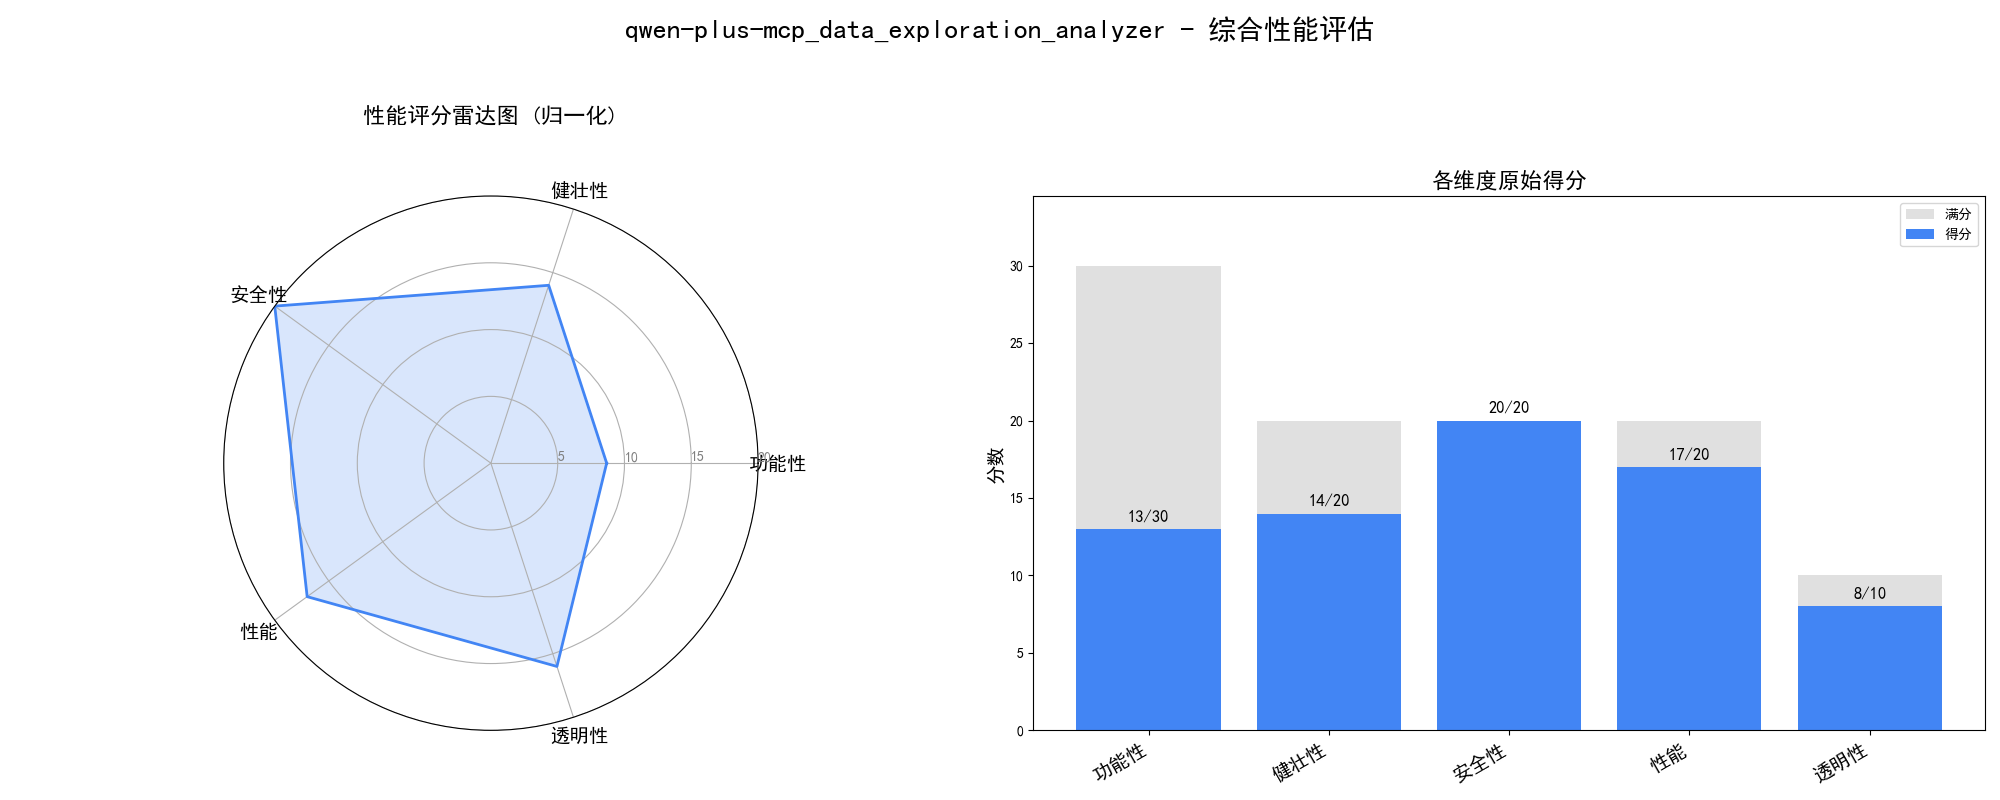 qwen-plus-mcp_data_exploration_analyzer - 综合性能评估
性能评分雷达图 (归一化)
健壮性
安全性
5
10
15
20
功能性
性能
透明性
各维度原始得分
满分
得分
分数
30
25
20
15
10
5
0
13/30
14/20
20/20
17/20
8/10
功能性
健壮性
安全性
性能
透明性